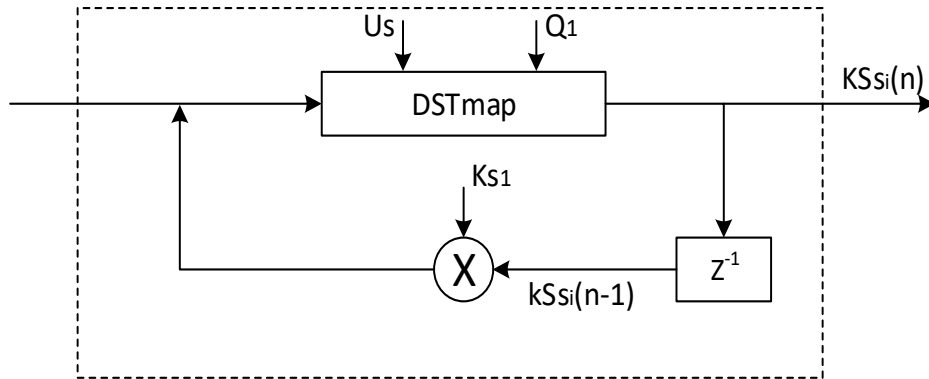 Us
Q1
KSsi(n)
DSTmap
Ks1
X
Z-1
kSsi(n-1)